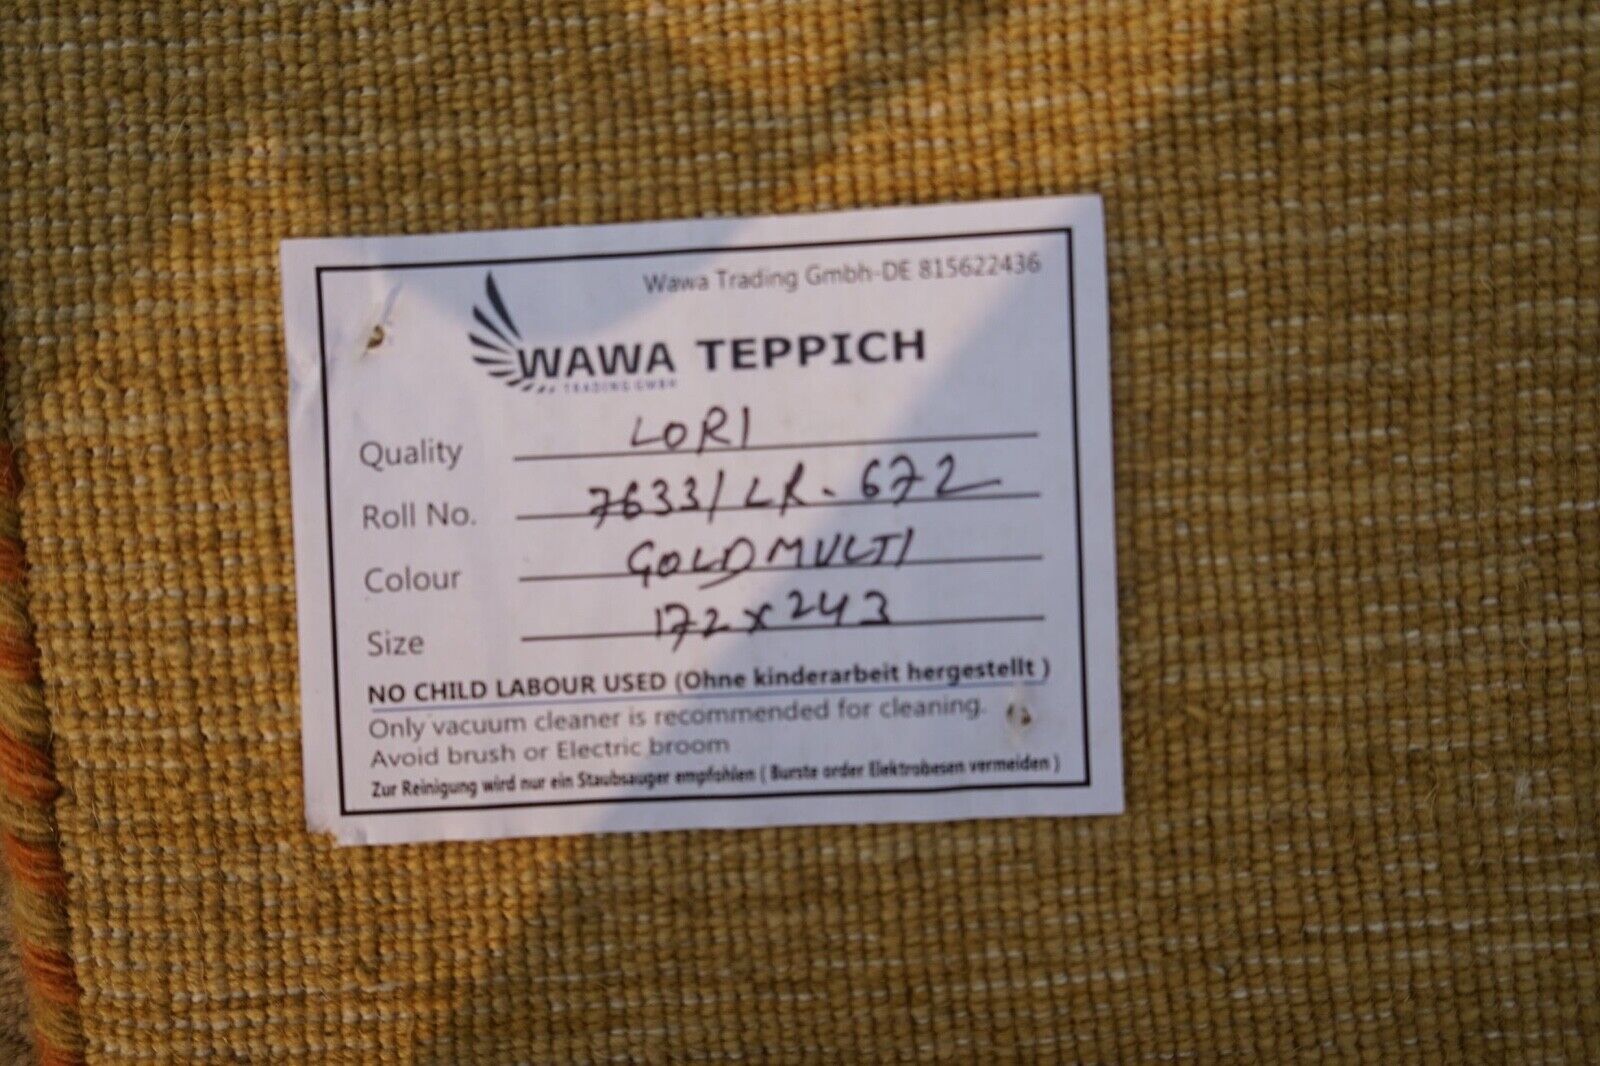 Wawa Trading Gmbh-DE 815622436
WAWA TEPPICH
TRADING GMBH
Quality LORI
Roll No. 7633/LR-672
Colour GOLDMULTI
Size 172x243
NO CHILD LABOUR USED (Ohne kinderarbeit hergestellt )
Only vacuum cleaner is recommended for cleaning.
Avoid brush or Electric broom
Zur Reinigung wird nur ein Staubsauger empfohlen ( Burste order Elektrobesen vermeiden )